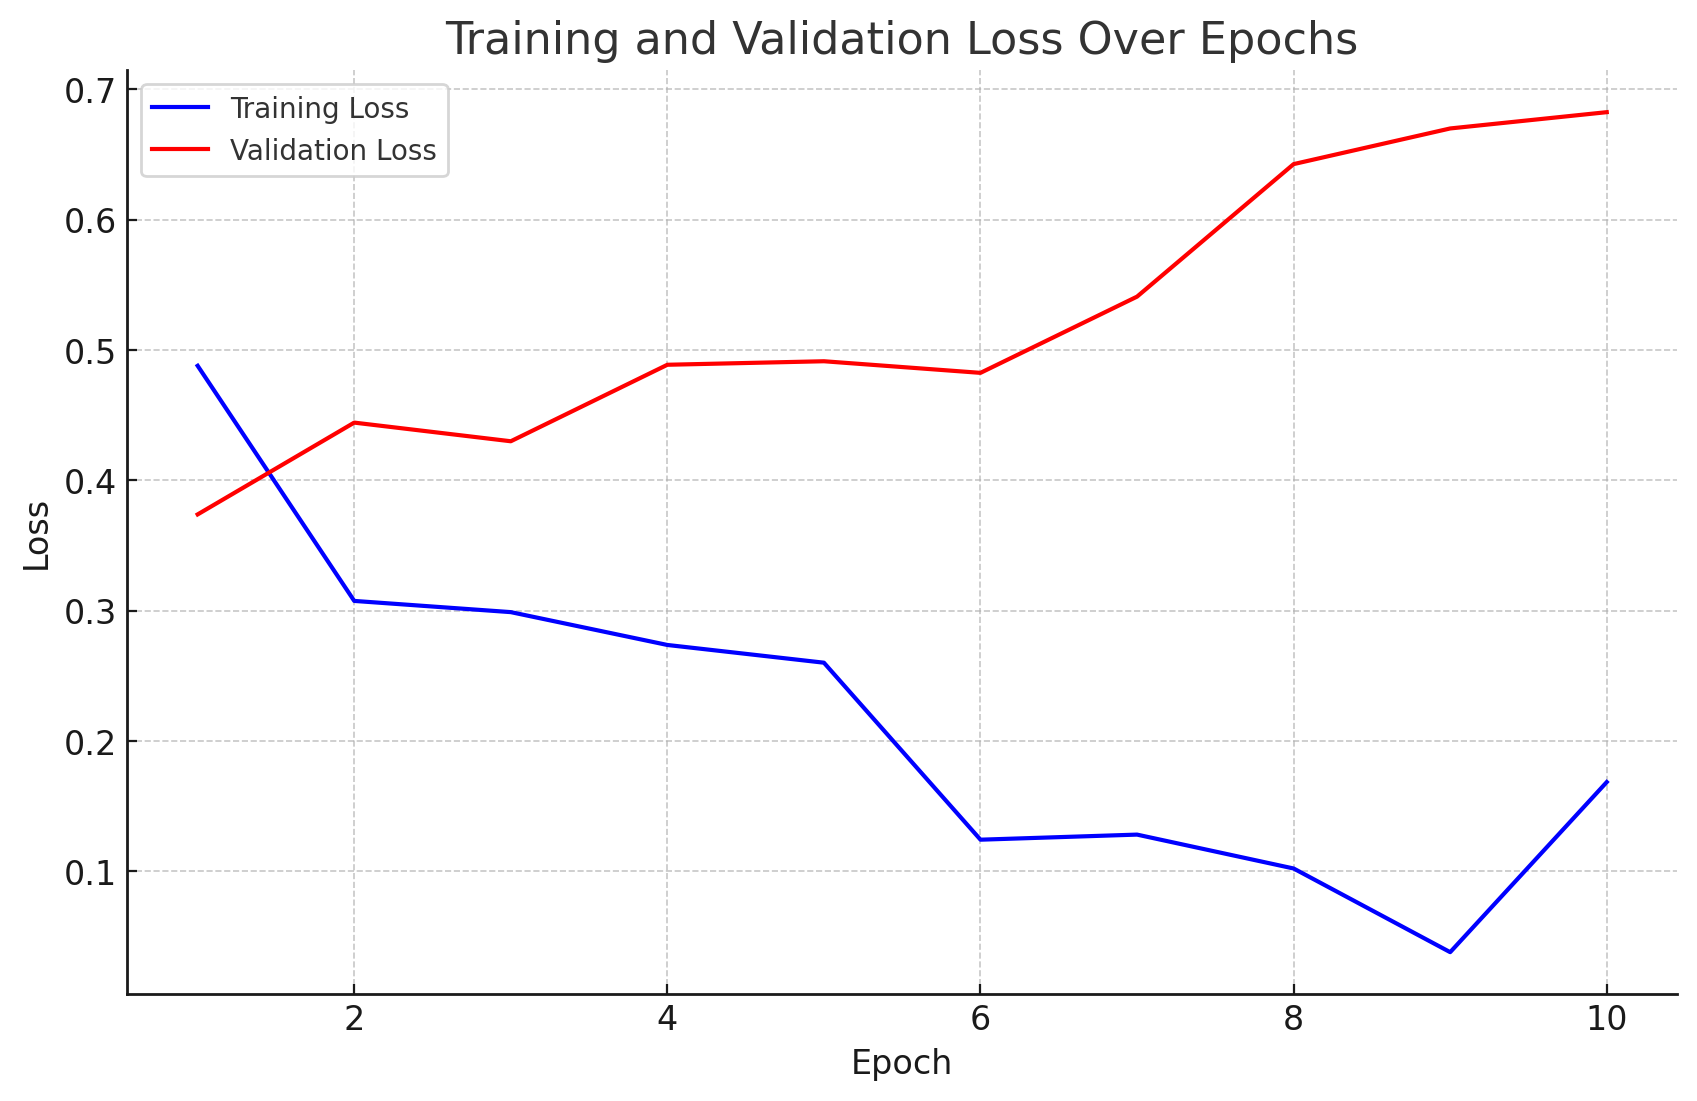 Training and Validation Loss Over Epochs
Training Loss
Validation Loss
0.7
0.6
0.5
0.4
0.3
0.2
0.1
Loss
2 4 6 8 10
Epoch